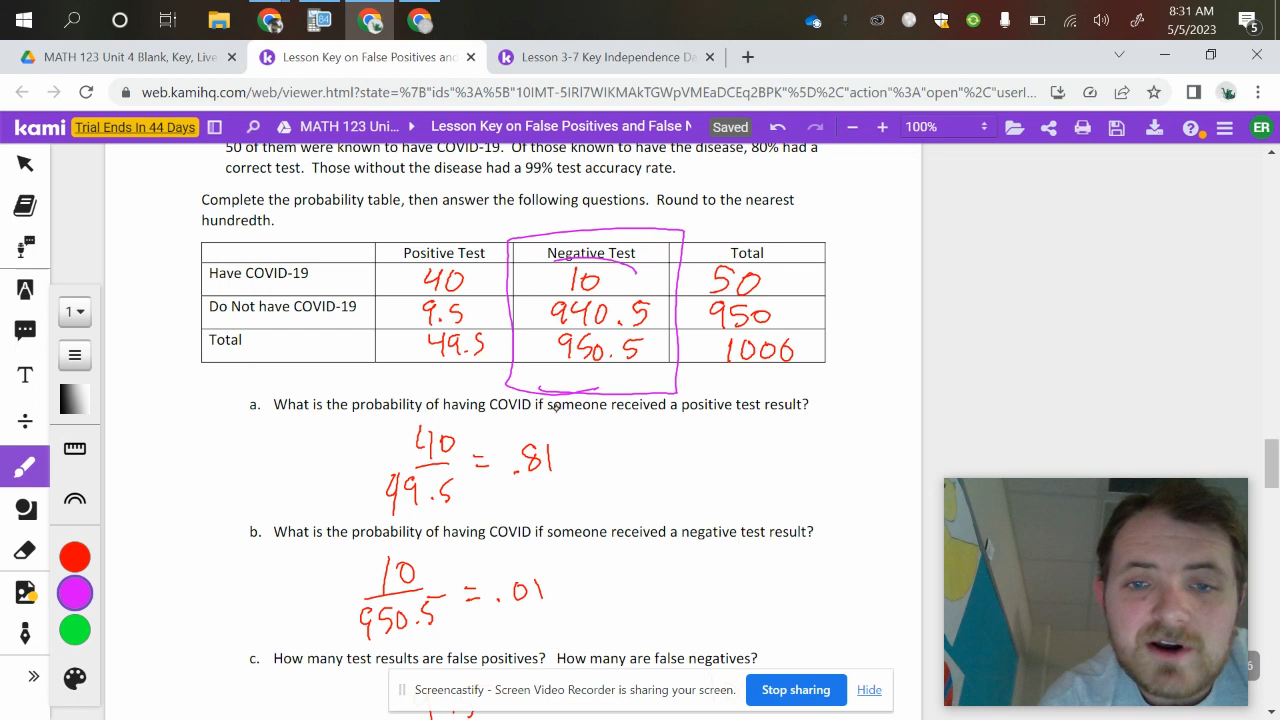 8:31 AM
5/5/2023
5
MATH 123 Unit 4 Blank, Key, Live
Lesson Key on False Positives and
Lesson 3-7 Key Independence Da
web.kamihq.com/web/viewer.html?state=%7B"ids"%3A%5B"10IMT-5IRl7WIKMAkTGWpVMEaDCEq2BPK"%5D%2C"action"%3A"open"%2C"userI...
kami
Trial Ends In 44 Days
MATH 123 Uni...
Lesson Key on False Positives and False N
Saved
100%
ER
50 of them were known to have COVID-19. Of those known to have the disease, 80% had a
correct test. Those without the disease had a 99% test accuracy rate.
Complete the probability table, then answer the following questions. Round to the nearest
hundredth.
Positive Test Negative Test Total
Have COVID-19 40 10 50
Do Not have COVID-19 9.5 940.5 950
Total 49.5 950.5 1000
a. What is the probability of having COVID if someone received a positive test result?
40
49.5 = .81
b. What is the probability of having COVID if someone received a negative test result?
10
950.5 = .01
c. How many test results are false positives? How many are false negatives?
Screencastify - Screen Video Recorder is sharing your screen.
Stop sharing
Hide
1